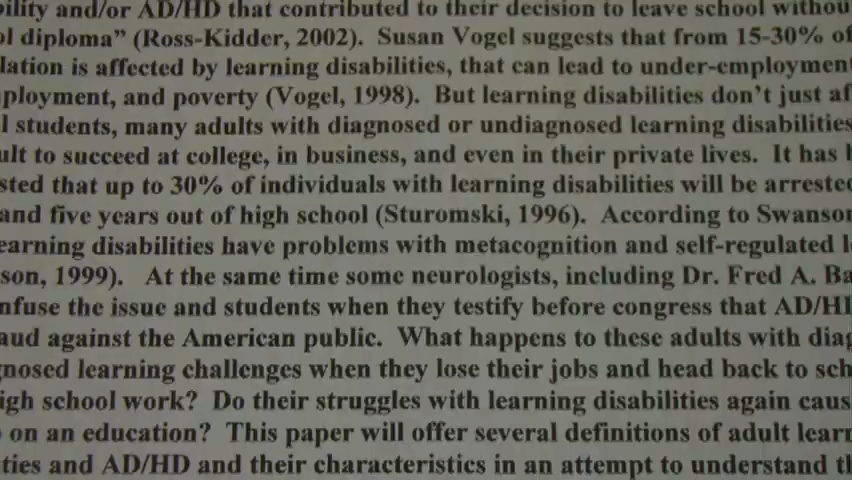 ility and/or AD/HD that contributed to their decision to leave school withou
ol diploma” (Ross-Kidder, 2002). Susan Vogel suggests that from 15-30% of
lation is affected by learning disabilities, that can lead to under-employment
ployment, and poverty (Vogel, 1998). But learning disabilities don’t just af
l students, many adults with diagnosed or undiagnosed learning disabilities
ult to succeed at college, in business, and even in their private lives. It has
sted that up to 30% of individuals with learning disabilities will be arrested
and five years out of high school (Sturomski, 1996). According to Swanson
earning disabilities have problems with metacognition and self-regulated l
son, 1999). At the same time some neurologists, including Dr. Fred A. Ba
nfuse the issue and students when they testify before congress that AD/HD
aud against the American public. What happens to these adults with diag
nosed learning challenges when they lose their jobs and head back to sch
igh school work? Do their struggles with learning disabilities again caus
on an education? This paper will offer several definitions of adult learn
ties and AD/HD and their characteristics in an attempt to understand th